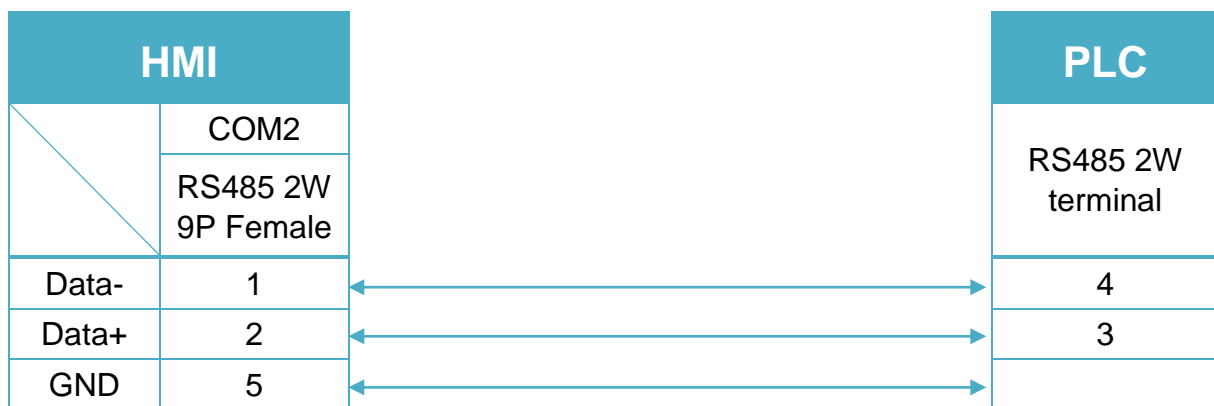 HMI
PLC
COM2
RS485 2W
9P Female
RS485 2W
terminal
Data- 1 4
Data+ 2 3
GND 5